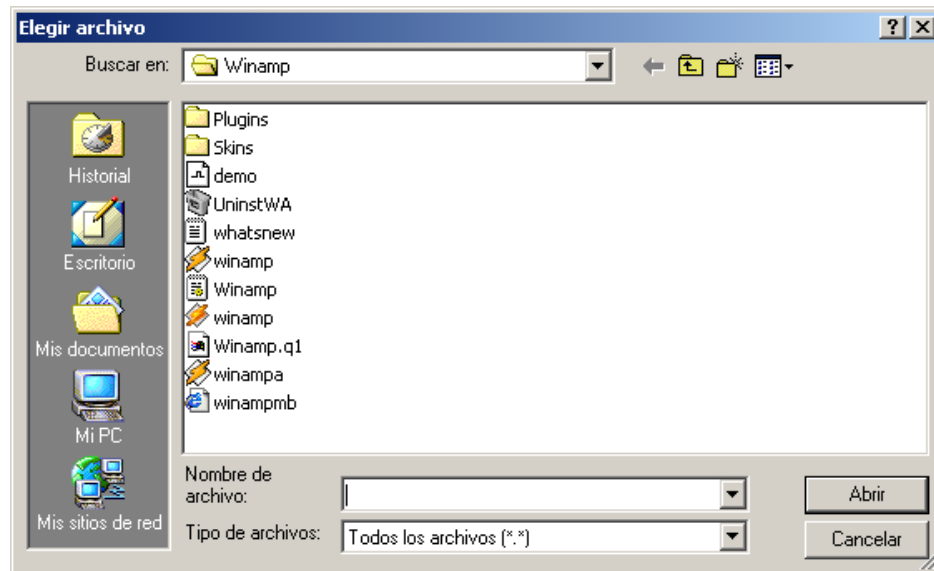 Elegir archivo
Buscar en:
Winamp
Historial
Escritorio
Mis documentos
Mi PC
Mis sitios de red
Plugins
Skins
demo
UninstWA
whatsnew
winamp
Winamp
winamp
Winamp.q1
winampa
winampmb
Nombre de
archivo:
Abrir
Tipo de archivos:
Todos los archivos (*.*)
Cancelar